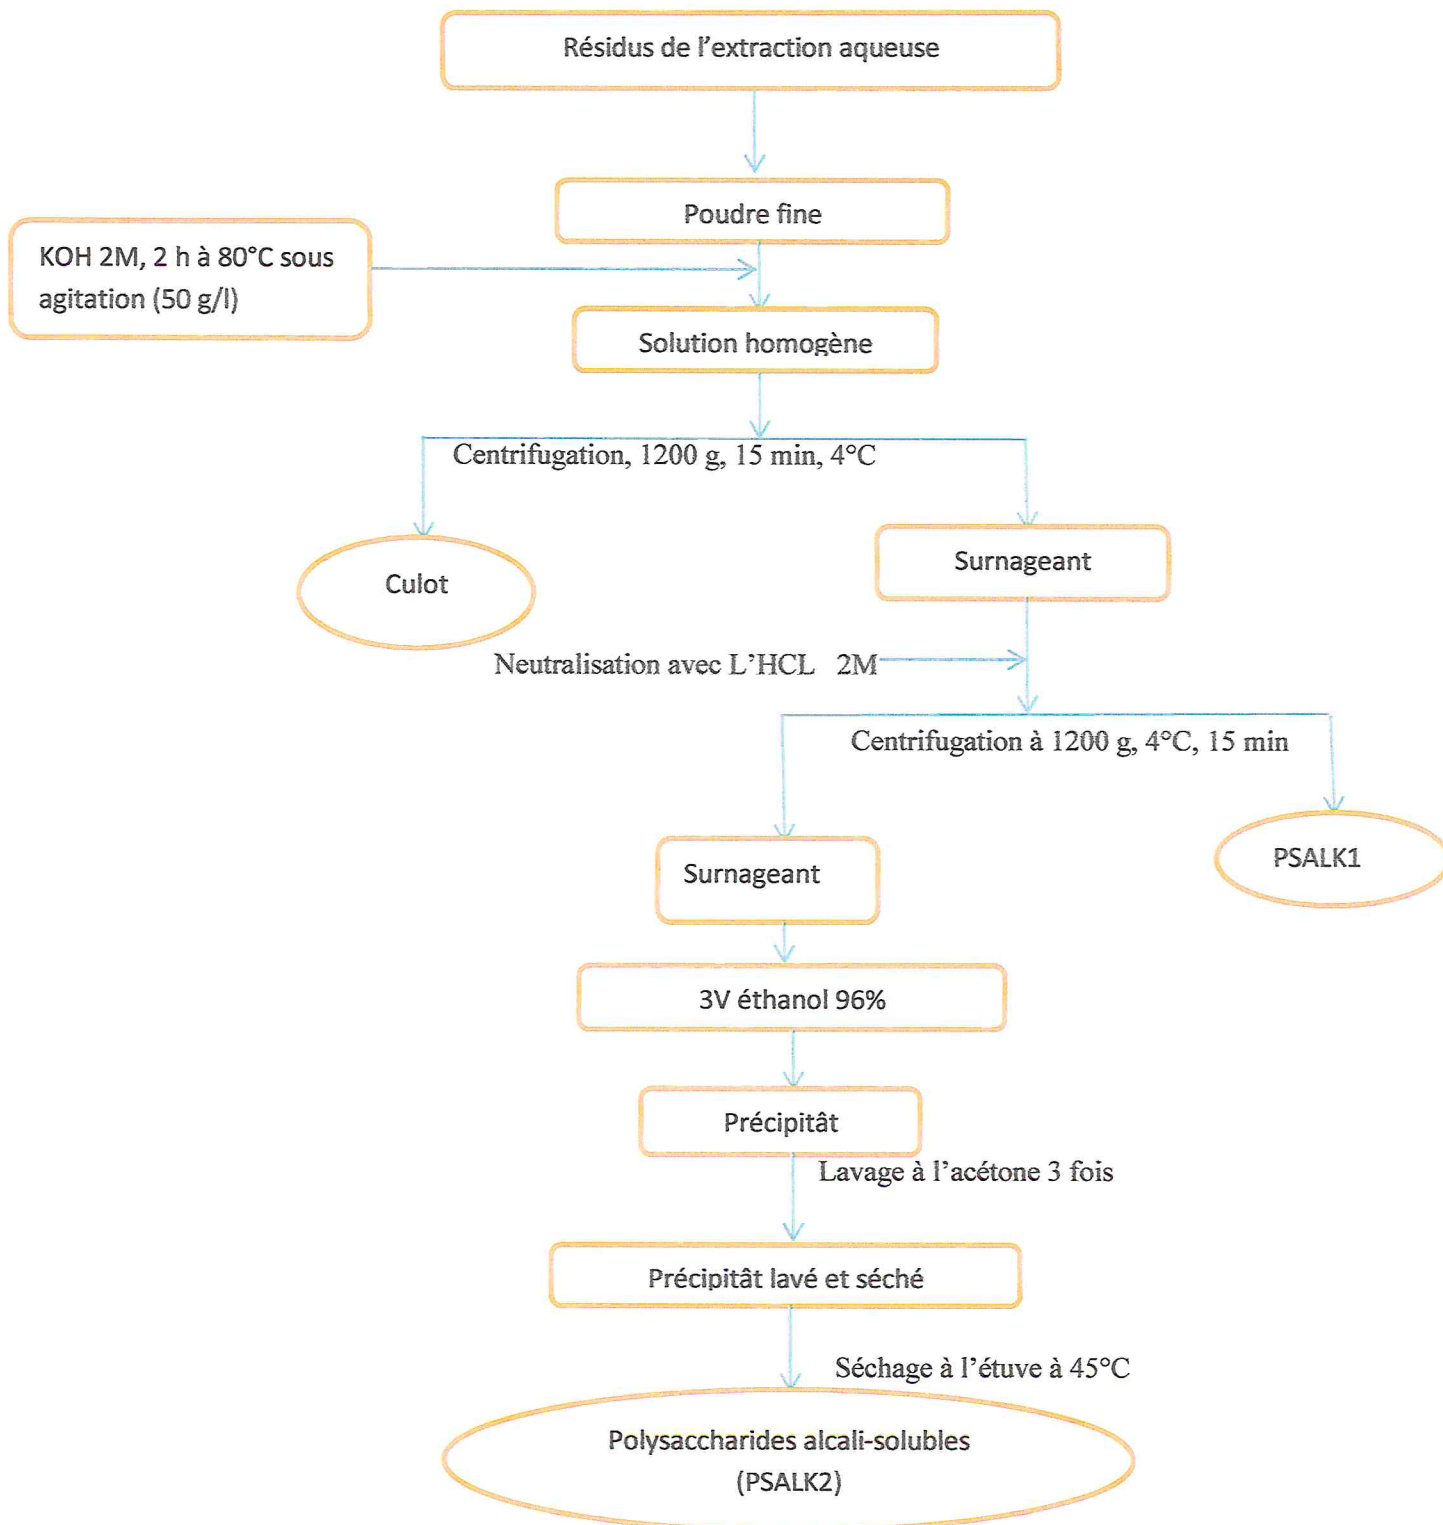 Résidus de l'extraction aqueuse
Poudre fine
KOH 2M, 2 h à 80°C sous
agitation (50 g/l)
Solution homogène
Centrifugation, 1200 g, 15 min, 4°C
Culot
Surnageant
Neutralisation avec L'HCL 2M
Centrifugation à 1200 g, 4°C, 15 min
Surnageant
PSALK1
3V éthanol 96%
Précipitât
Lavage à l'acétone 3 fois
Précipitât lavé et séché
Séchage à l'étuve à 45°C
Polysaccharides alcali-solubles
(PSALK2)